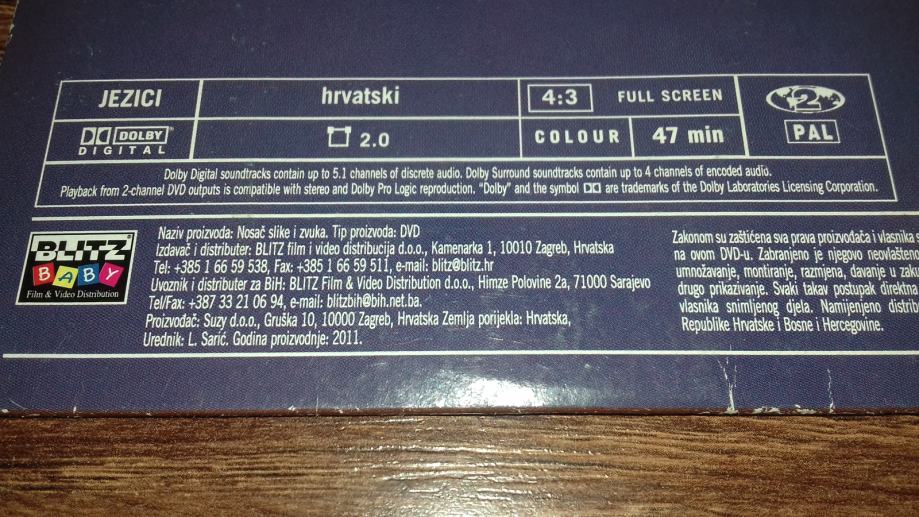 JEZICI
hrvatski
4:3 FULL SCREEN
2
DOLBY
DIGITAL
2.0
COLOUR
47 min
PAL
Dolby Digital soundtracks contain up to 5.1 channels of discrete audio. Dolby Surround soundtracks contain up to 4 channels of encoded audio.
Playback from 2-channel DVD outputs is compatible with stereo and Dolby Pro Logic reproduction. "Dolby" and the symbol are trademarks of the Dolby Laboratories Licensing Corporation.
BLITZ
BABY
Film & Video Distribution
Naziv proizvoda: Nosač slike i zvuka. Tip proizvoda: DVD
Izdavač i distributer: BLITZ film i video distribucija d.o.o., Kamenarka 1, 10010 Zagreb, Hrvatska
Tel: +385 1 66 59 538, Fax: +385 1 66 59 511, e-mail: blitz@blitz.hr
Uvoznik i distributer za BiH: BLITZ Film & Video Distribution d.o.o., Himze Polovine 2a, 71000 Sarajevo
Tel/Fax: +387 33 21 06 94, e-mail: blitzbih@bih.net.ba.
Proizvođač: Suzy d.o.o., Gruška 10, 10000 Zagreb, Hrvatska Zemlja porijekla: Hrvatska,
Urednik: L. Sarić. Godina proizvodnje: 2011.
Zakonom su zaštićena sva prava proizvođača i vlasnika
na ovom DVD-u. Zabranjeno je njegovo neovlašteno
umnožavanje, montiranje, razmjena, davanje u
drugo prikazivanje. Svaki takav postupak direktna
vlasnika snimljenog djela. Namijenjeno
Republike Hrvatske i Bosne i Hercegovine.